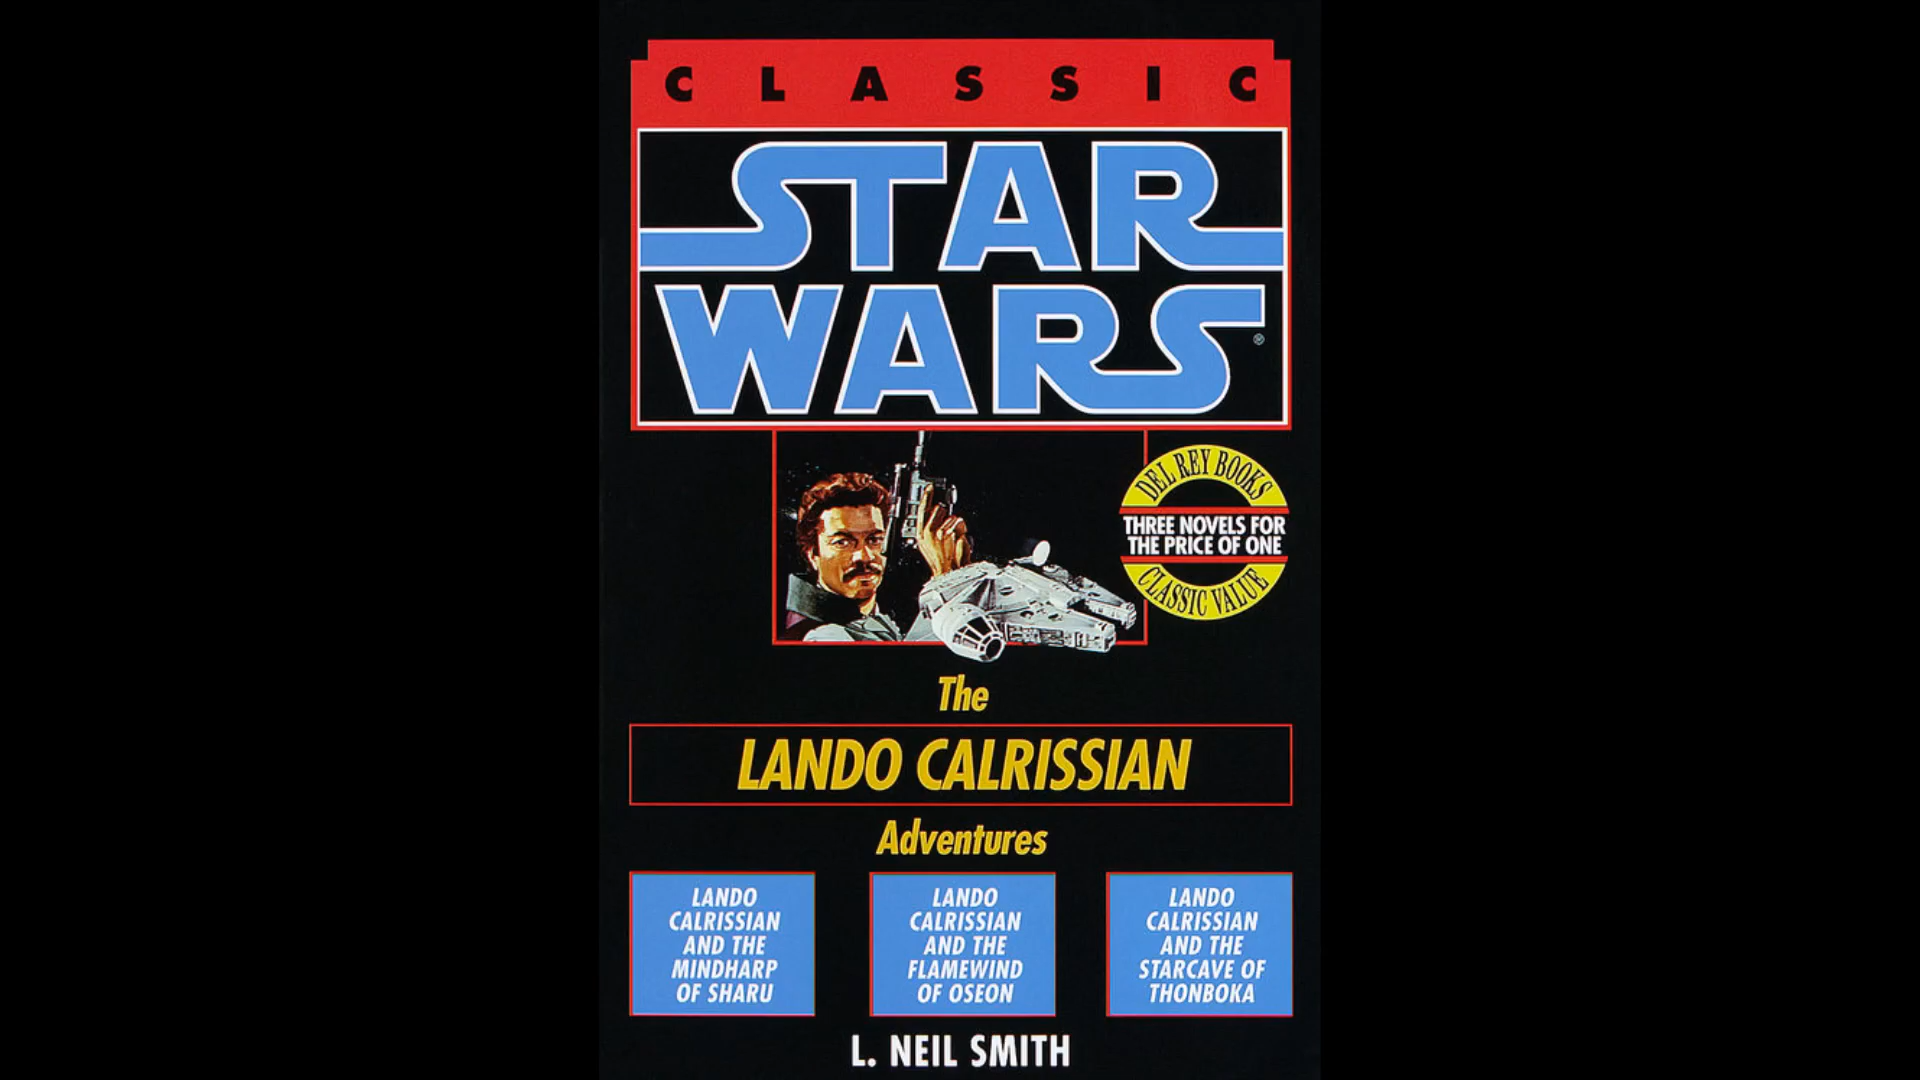 CLASSIC
STAR
WARS
®
DEL REY BOOKS
THREE NOVELS FOR
THE PRICE OF ONE
CLASSIC VALUE
The
LANDO CALRISSIAN
Adventures
LANDO
CALRISSIAN
AND THE
MINDHARP
OF SHARU
LANDO
CALRISSIAN
AND THE
FLAMEWIND
OF OSEON
LANDO
CALRISSIAN
AND THE
STARCAVE OF
THONBOKA
L. NEIL SMITH